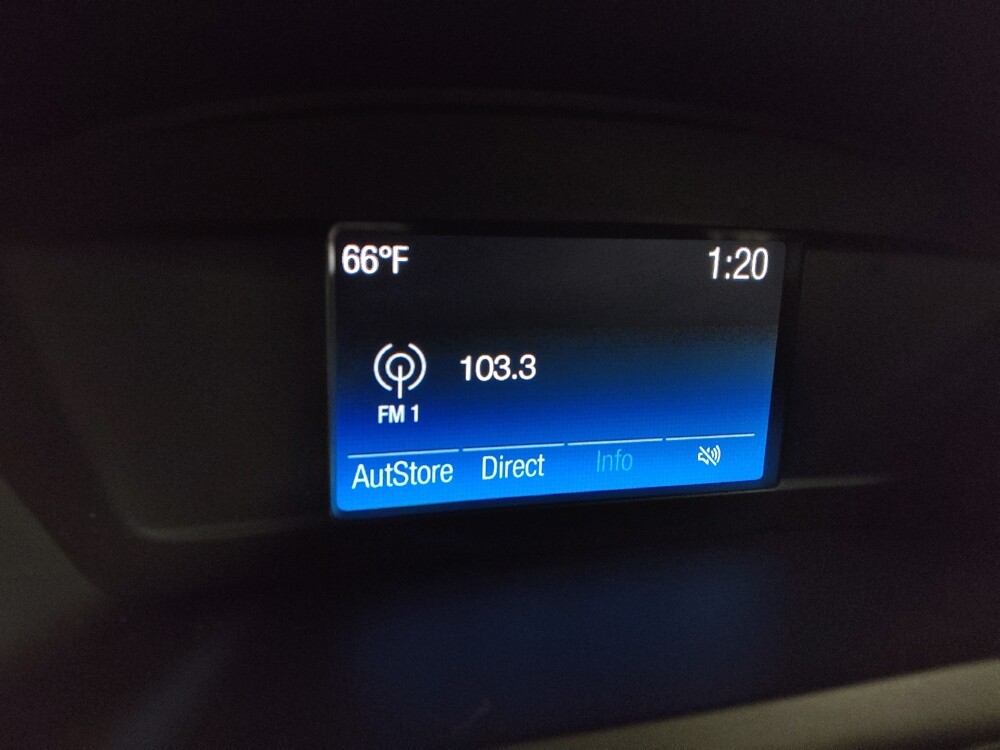 66°F 1:20
103.3
FM 1
AutStore Direct Info